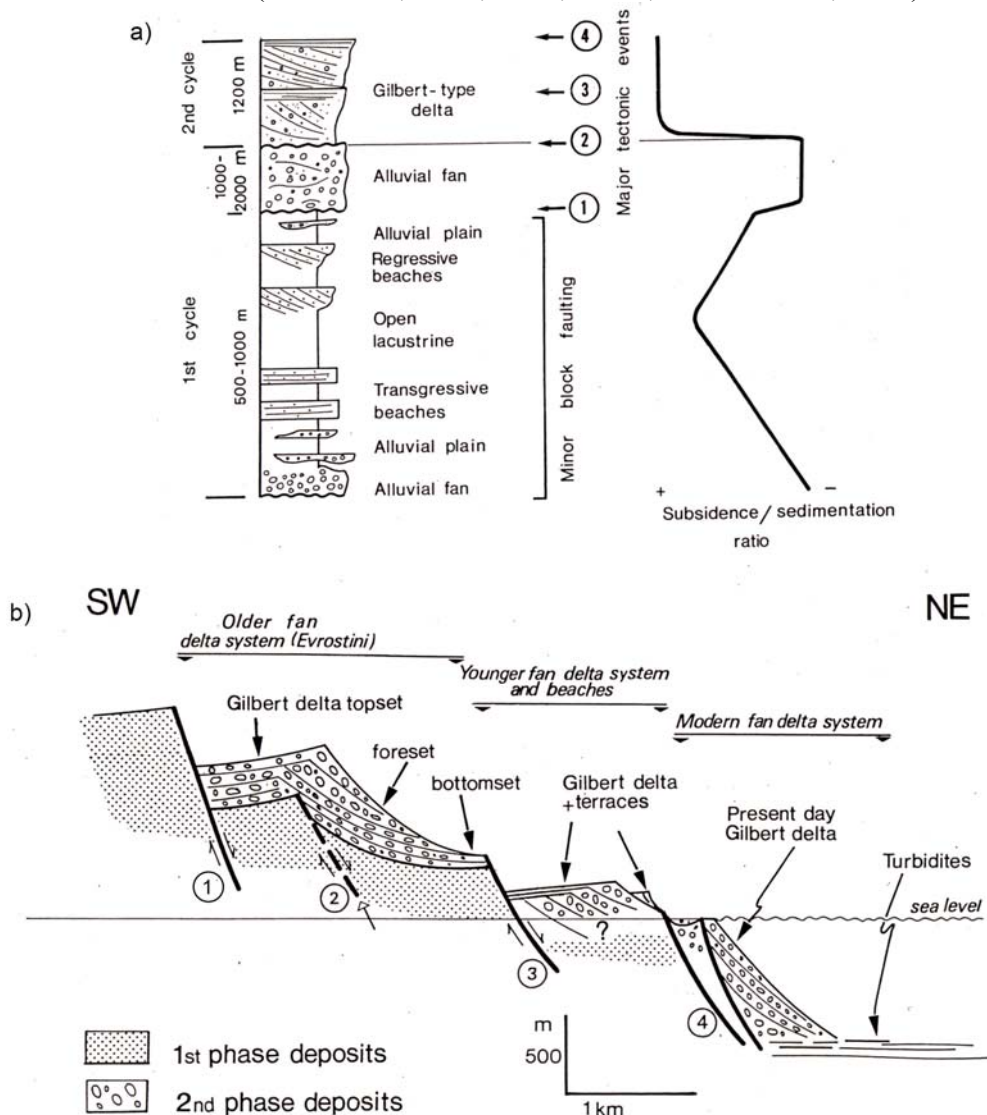 a)
2nd cycle
1200 m
1000-
2000 m
1st cycle
500-1000 m
Gilbert-type
delta
Alluvial fan
Alluvial plain
Regressive
beaches
Open
lacustrine
Transgressive
beaches
Alluvial plain
Alluvial fan
4
3
2
1
Major tectonic events
Minor block faulting
+ −
Subsidence/sedimentation
ratio
b)
SW
NE
Older fan
delta system (Evrostini)
Younger fan delta system
and beaches
Modern fan delta system
Gilbert delta topset
foreset
bottomset
Gilbert delta
+ terraces
Present day
Gilbert delta
Turbidites
sea level
1
2
?
3
4
m
500
1km
1st phase deposits
2nd phase deposits